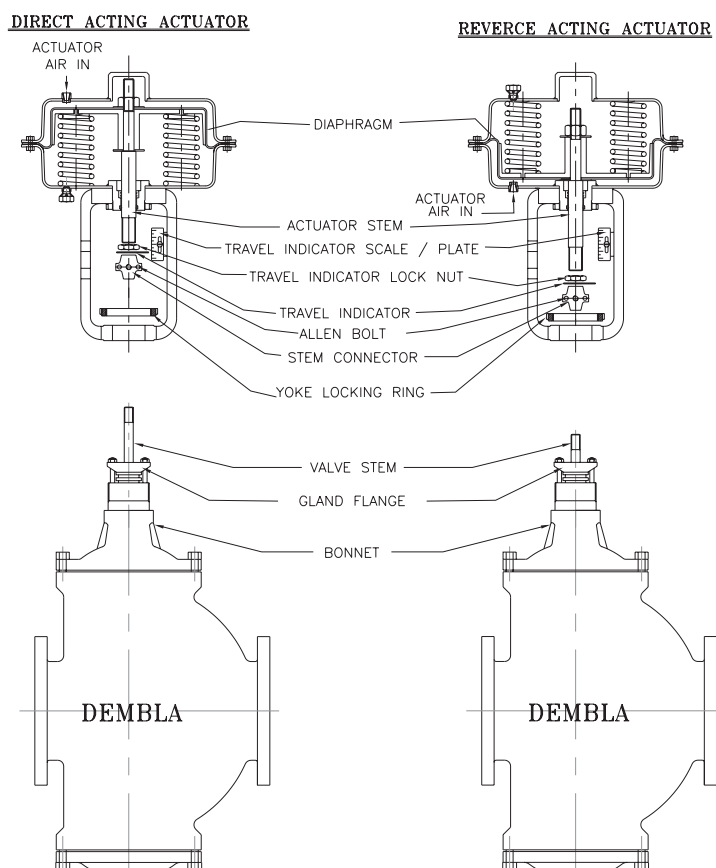 DIRECT ACTING ACTUATOR
REVERCE ACTING ACTUATOR
ACTUATOR
AIR IN
DIAPHRAGM
ACTUATOR
AIR IN
ACTUATOR STEM
TRAVEL INDICATOR SCALE / PLATE
TRAVEL INDICATOR LOCK NUT
TRAVEL INDICATOR
ALLEN BOLT
STEM CONNECTOR
YOKE LOCKING RING
VALVE STEM
GLAND FLANGE
BONNET
DEMBLA
DEMBLA